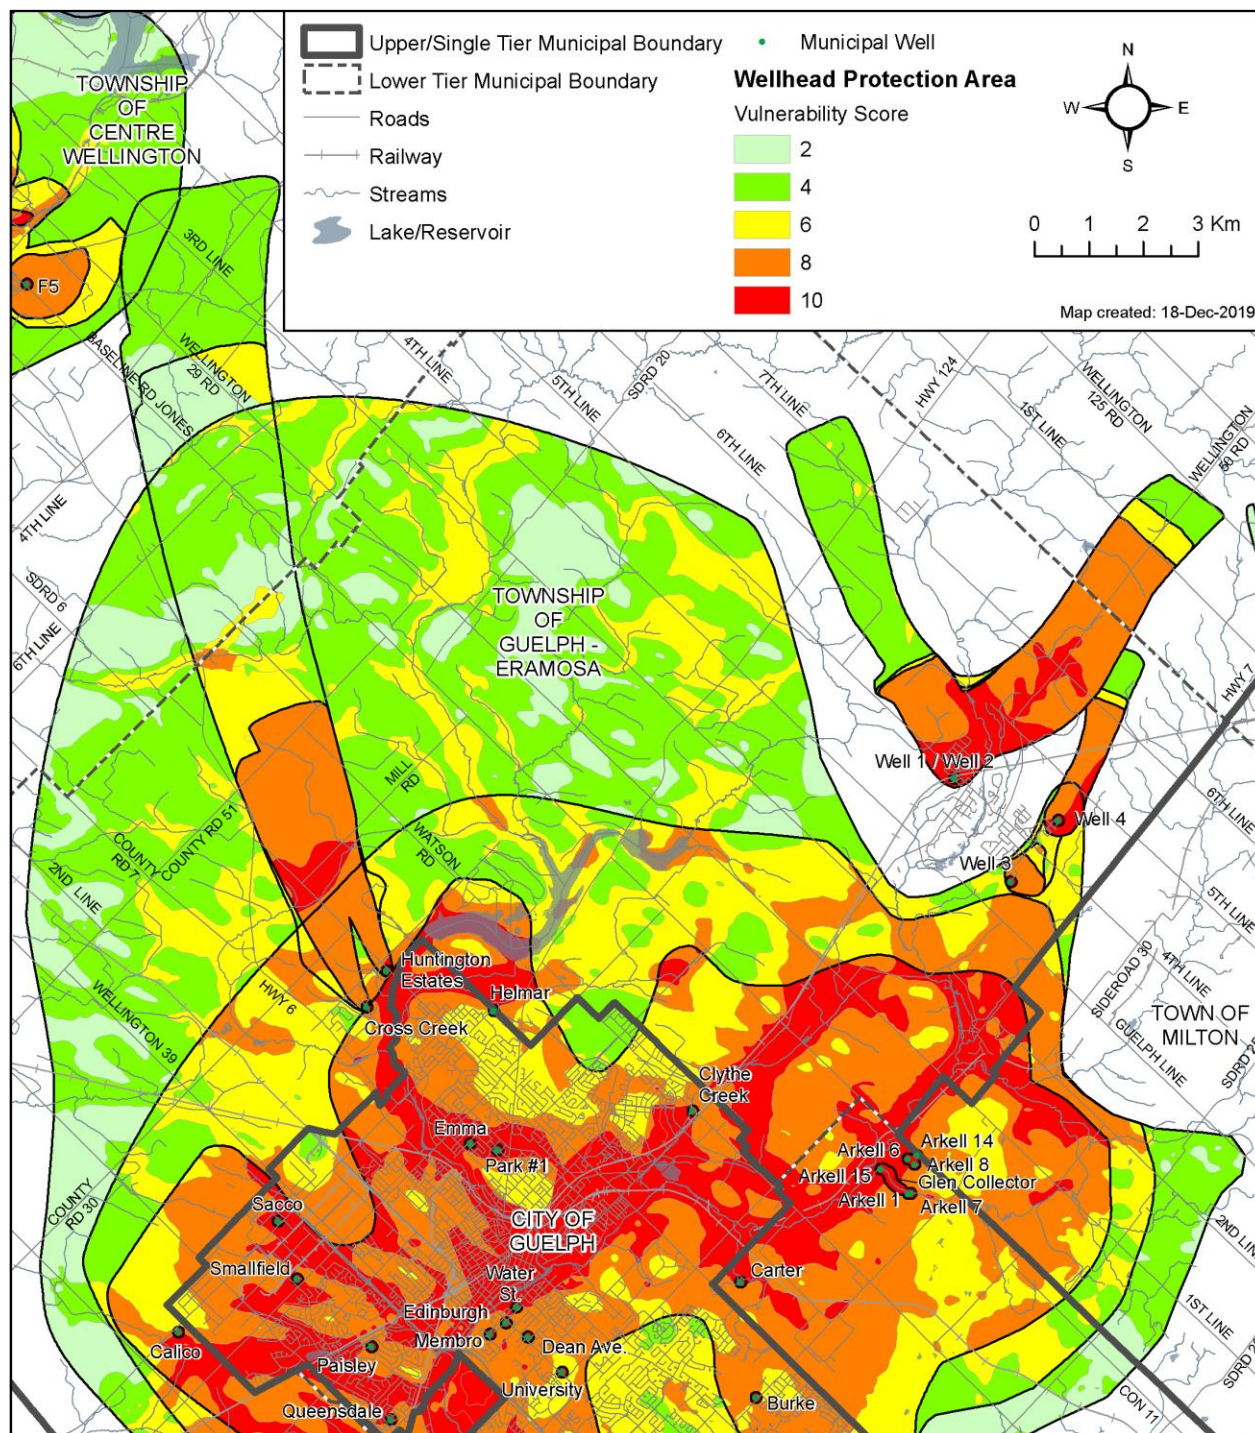 Upper/Single Tier Municipal Boundary
Lower Tier Municipal Boundary
Roads
Railway
Streams
Lake/Reservoir
Municipal Well
Wellhead Protection Area
Vulnerability Score
2
4
6
8
10
N
W
E
S
0 1 2 3 Km
Map created: 18-Dec-2019
TOWNSHIP
OF
CENTRE
WELLINGTON
3RD LINE
F5
BASELINE RD JONES
WELLINGTON
29 RD
4TH LINE
5TH LINE
SDRD 20
7TH LINE
6TH LINE
HWY 124
1ST LINE
WELLINGTON
125 RD
WELLINGTON
50 RD
4TH LINE
SDRD 6
6TH LINE
TOWNSHIP
OF
GUELPH -
ERAMOSA
HWY 7
Well 1 / Well 2
Well 4
Well 3
6TH LINE
5TH LINE
4TH LINE
SIDEROAD 30
GUELPH LINE
TOWN OF
MILTON
MILL
RD
WATSON
RD
COUNTY RD 51
COUNTY
RD 7
2ND LINE
WELLINGTON 39
HWY 6
Huntington
Estates
Helmar
Cross Creek
Clythe
Creek
Emma
Park #1
Arkell 14
Arkell 6
Arkell 8
Arkell 15
Glen Collector
Arkell 1
Arkell 7
COUNTY
RD 30
Sacco
CITY OF
GUELPH
Smallfield
Water
St.
Carter
Edinburgh
Membro
Dean Ave.
Calico
Paisley
University
Queensdale
Burke
2ND LINE
1ST LINE
CON 11